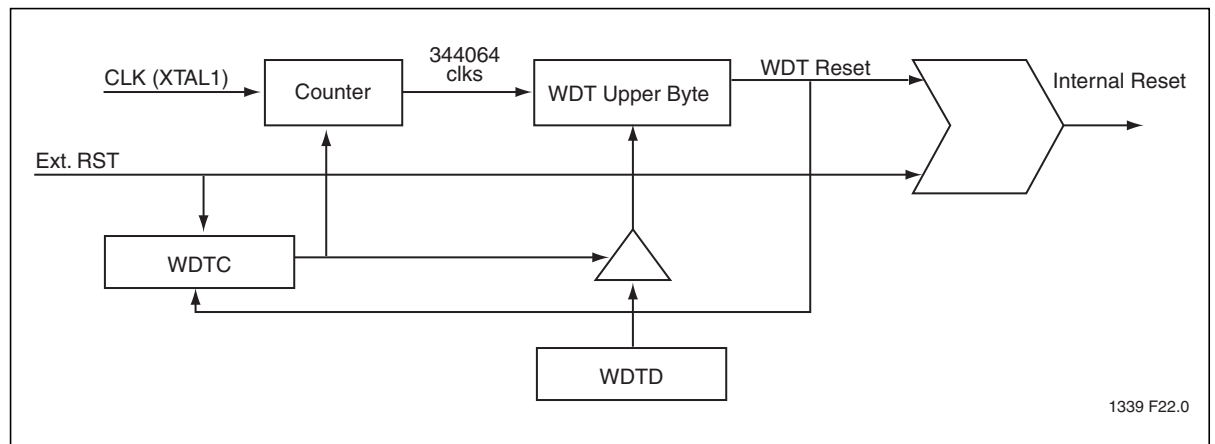 344064
clks
CLK (XTAL1)
Counter
WDT Upper Byte
WDT Reset
Internal Reset
Ext. RST
WDTC
WDTD
1339 F22.0